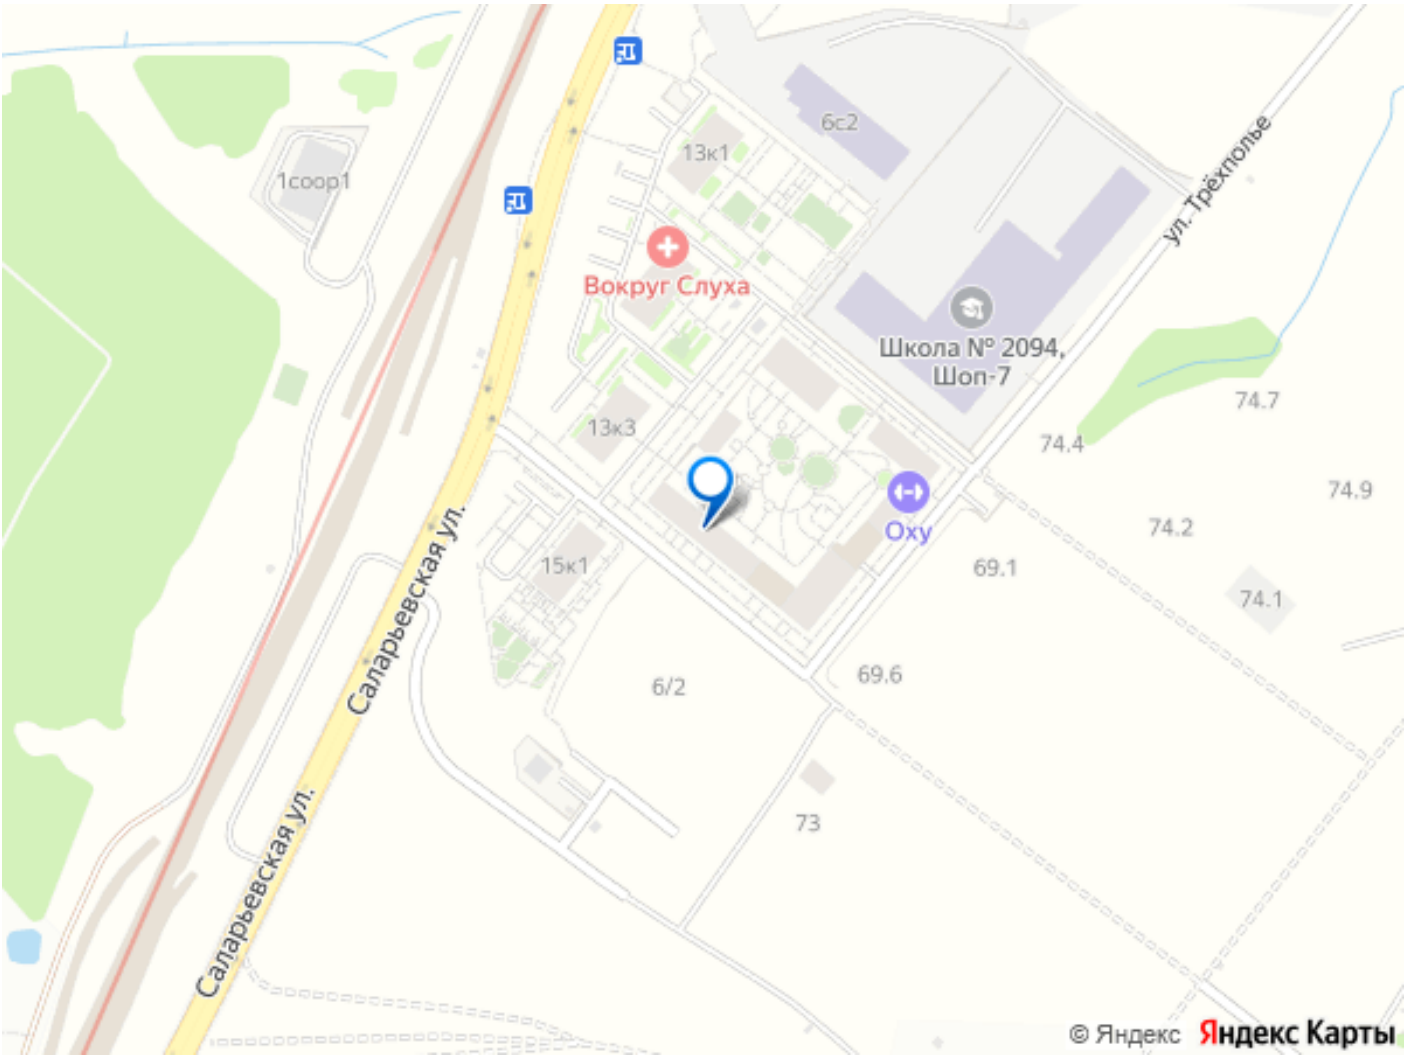 6с2
13к1
1соор1
ул. Трёхполье
Вокруг Слуха
Школа № 2094,
Шоп-7
74.7
13к3
74.4
74.9
Оху
74.2
Саларьевская ул.
15к1
69.1
74.1
69.6
6/2
73
Саларьевская ул.
© Яндекс Яндекс Карты